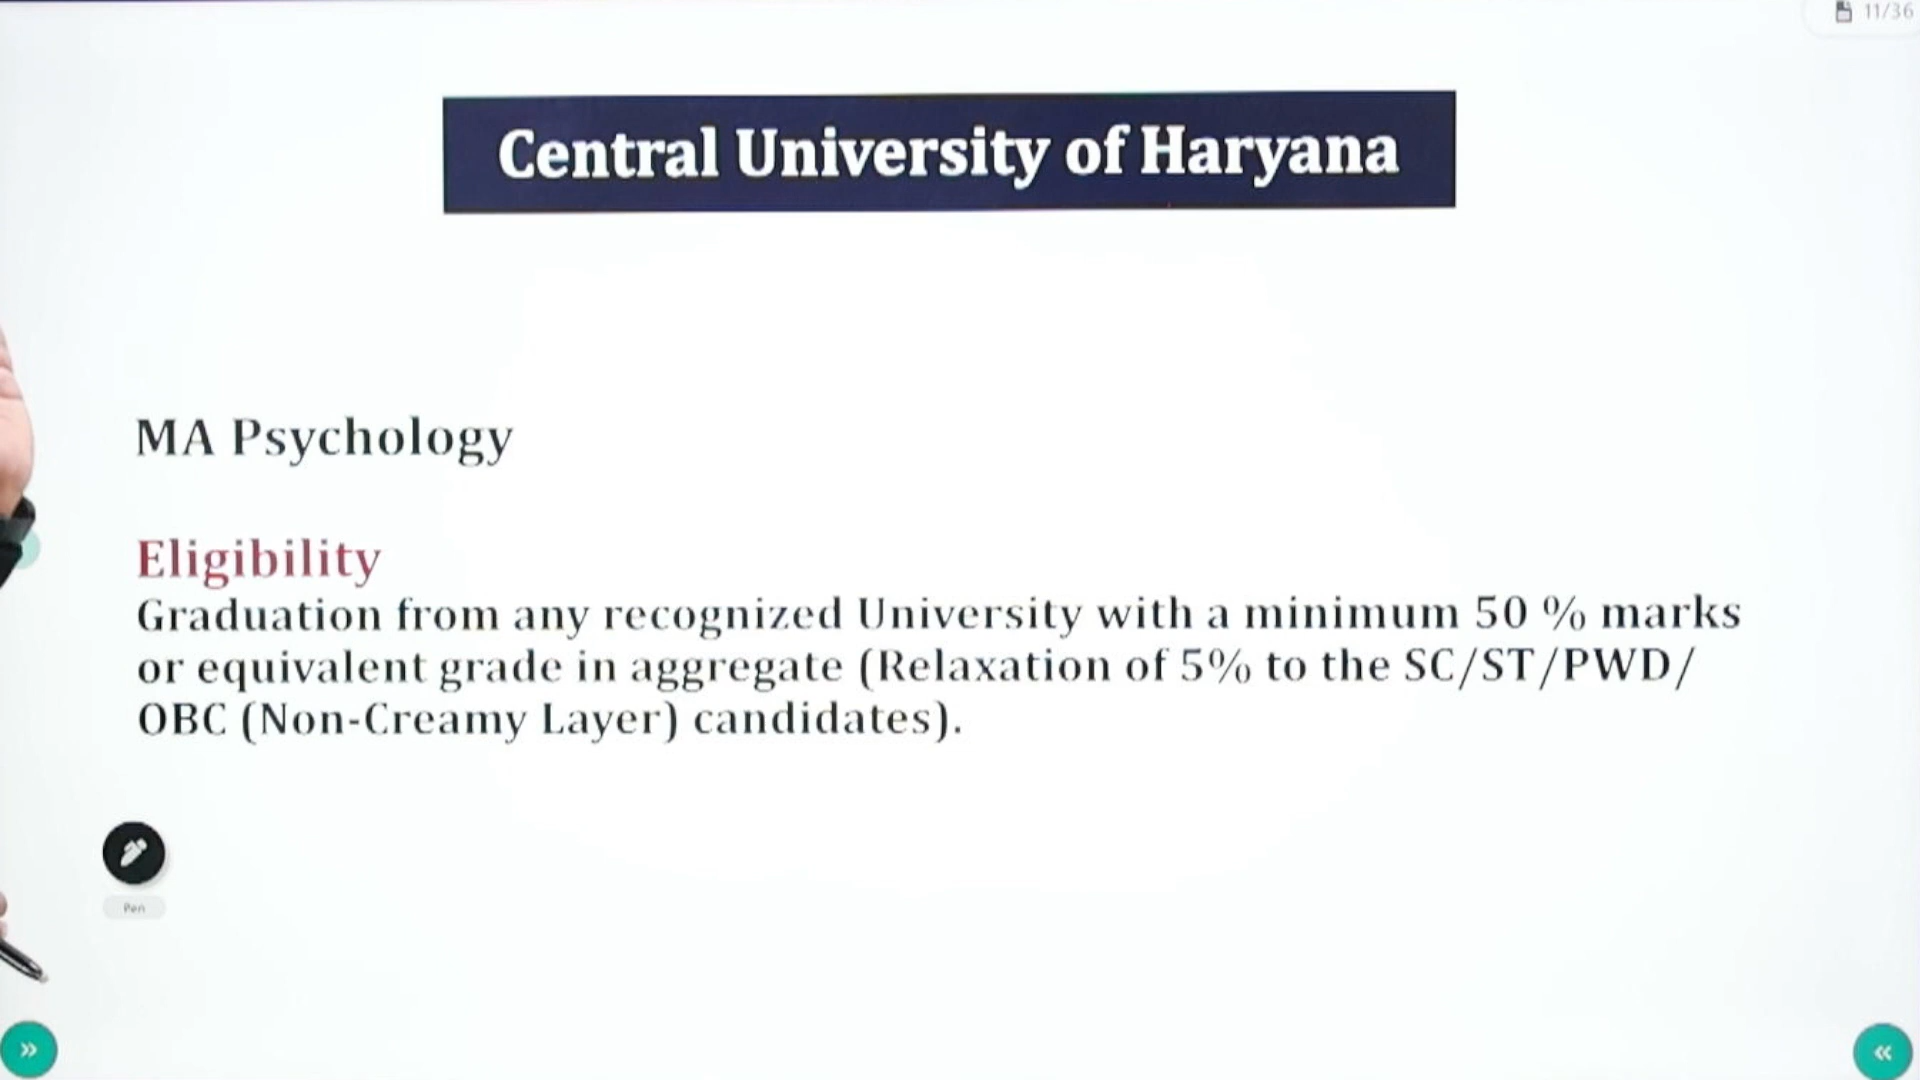 11/36
Central University of Haryana
MA Psychology
Eligibility
Graduation from any recognized University with a minimum 50 % marks
or equivalent grade in aggregate (Relaxation of 5% to the SC/ST/PWD/
OBC (Non-Creamy Layer) candidates).
Pen